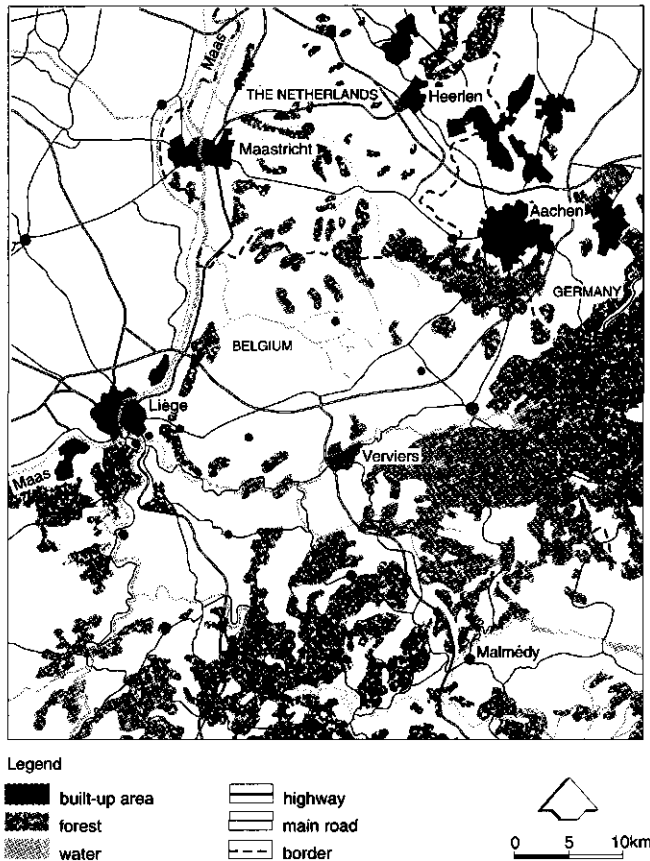 Maas
THE NETHERLANDS
Heerlen
Maastricht
Aachen
GERMANY
BELGIUM
Liège
Verviers
Maas
Malmédy
Legend
built-up area
forest
water
highway
main road
border
0 5 10km